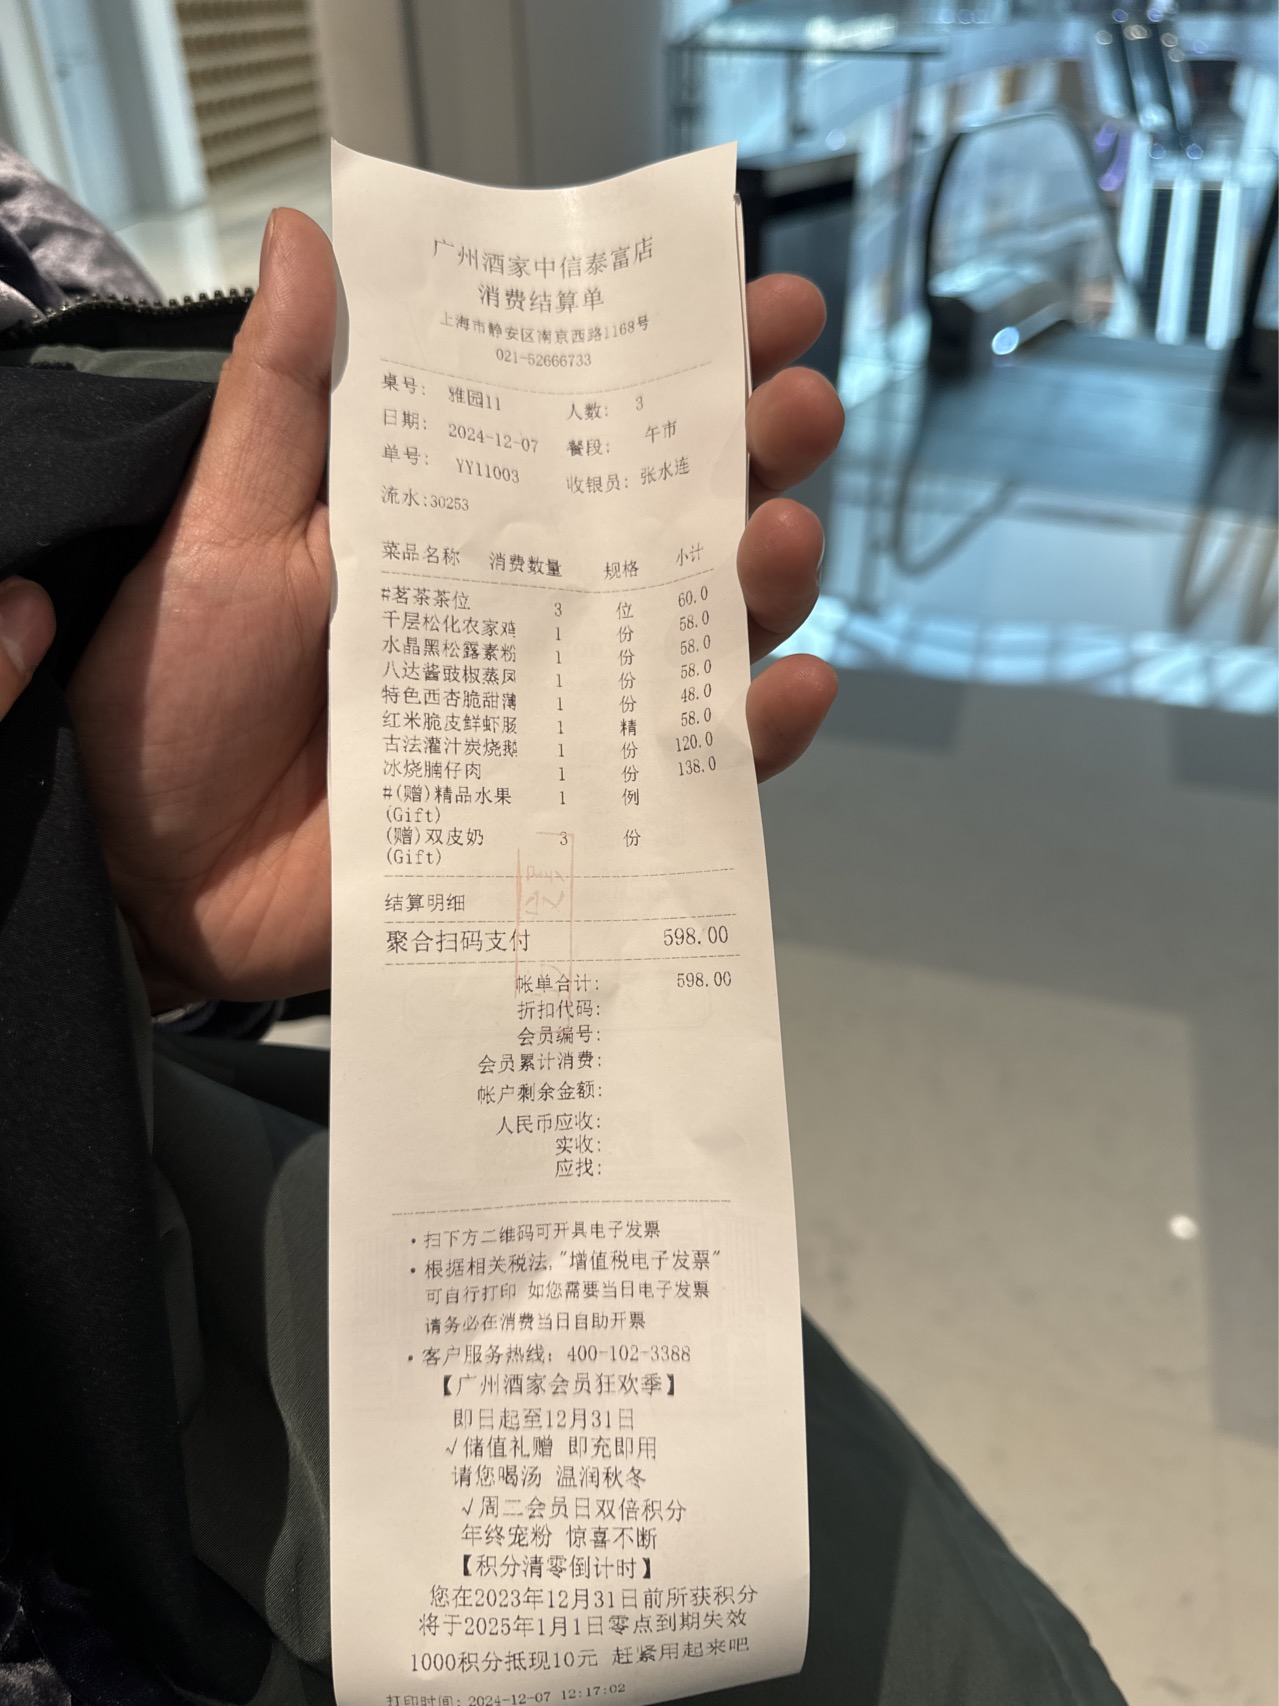 广州酒家中信泰富店
消费结算单
上海市静安区南京西路1168号
021-52666733
桌号: 雅园11 人数: 3
日期: 2024-12-07 餐段: 午市
单号: YY11003 收银员: 张水连
流水:30253
菜品名称 消费数量 规格 小计
#茗茶茶位 3 位 60.0
千层松化农家鸡 1 份 58.0
水晶黑松露素粉 1 份 58.0
八达酱豉椒蒸凤 1 份 58.0
特色西杏脆甜薄 1 份 48.0
红米脆皮鲜虾肠 1 精 58.0
古法灌汁炭烧鹅 1 份 120.0
冰烧腩仔肉 1 份 138.0
#(赠)精品水果 1 例
(Gift)
(赠)双皮奶 3 份
(Gift)
结算明细
聚合扫码支付 598.00
帐单合计: 598.00
折扣代码:
会员编号:
会员累计消费:
帐户剩余金额:
人民币应收:
实收:
应找:
·扫下方二维码可开具电子发票
·根据相关税法,"增值税电子发票"
可自行打印 如您需要当日电子发票
请务必在消费当日自助开票
·客户服务热线: 400-102-3388
【广州酒家会员狂欢季】
即日起至12月31日
√储值礼赠 即充即用
请您喝汤 温润秋冬
√周二会员日双倍积分
年终宠粉 惊喜不断
【积分清零倒计时】
您在2023年12月31日前所获积分
将于2025年1月1日零点到期失效
1000积分抵现10元 赶紧用起来吧
打印时间: 2024-12-07 12:17:02